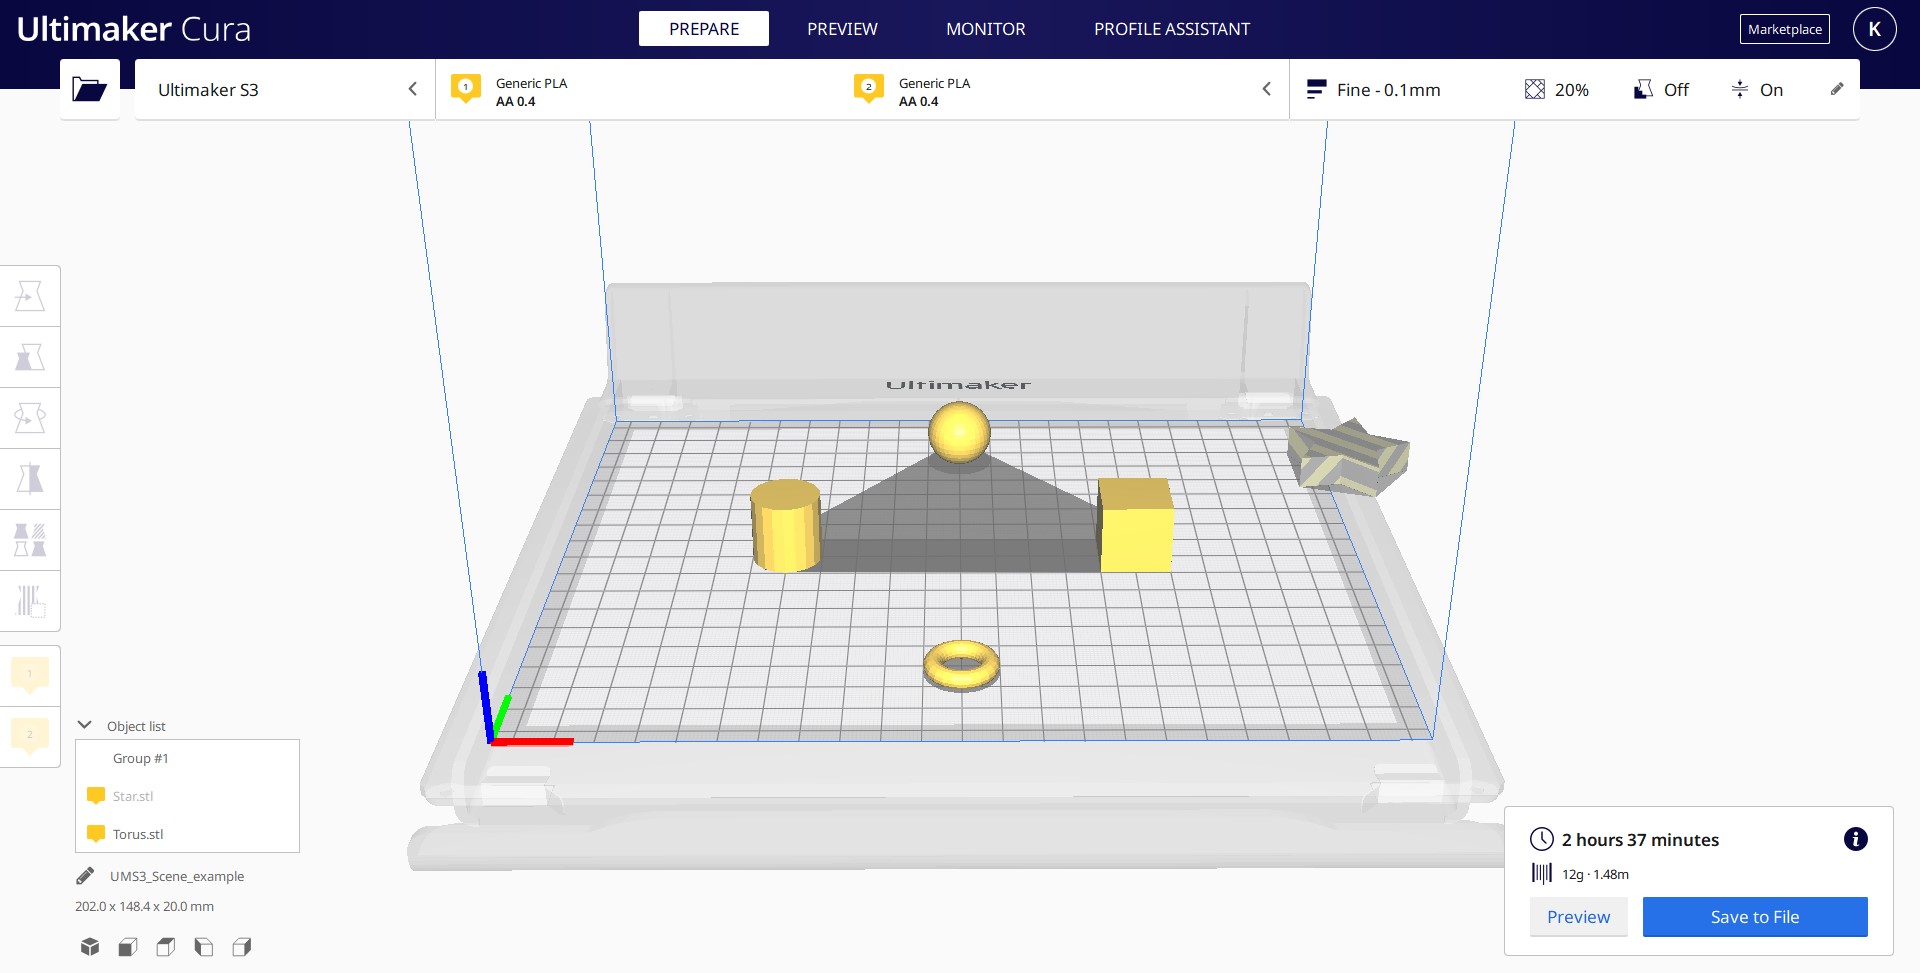 Ultimaker Cura
PREPARE
PREVIEW
MONITOR
PROFILE ASSISTANT
Marketplace
K
Ultimaker S3
1
Generic PLA
AA 0.4
2
Generic PLA
AA 0.4
Fine - 0.1mm
20%
Off
On
Ultimaker
1
2
Object list
Group #1
Star.stl
Torus.stl
UMS3_Scene_example
202.0 x 148.4 x 20.0 mm
2 hours 37 minutes
12g · 1.48m
Preview
Save to File